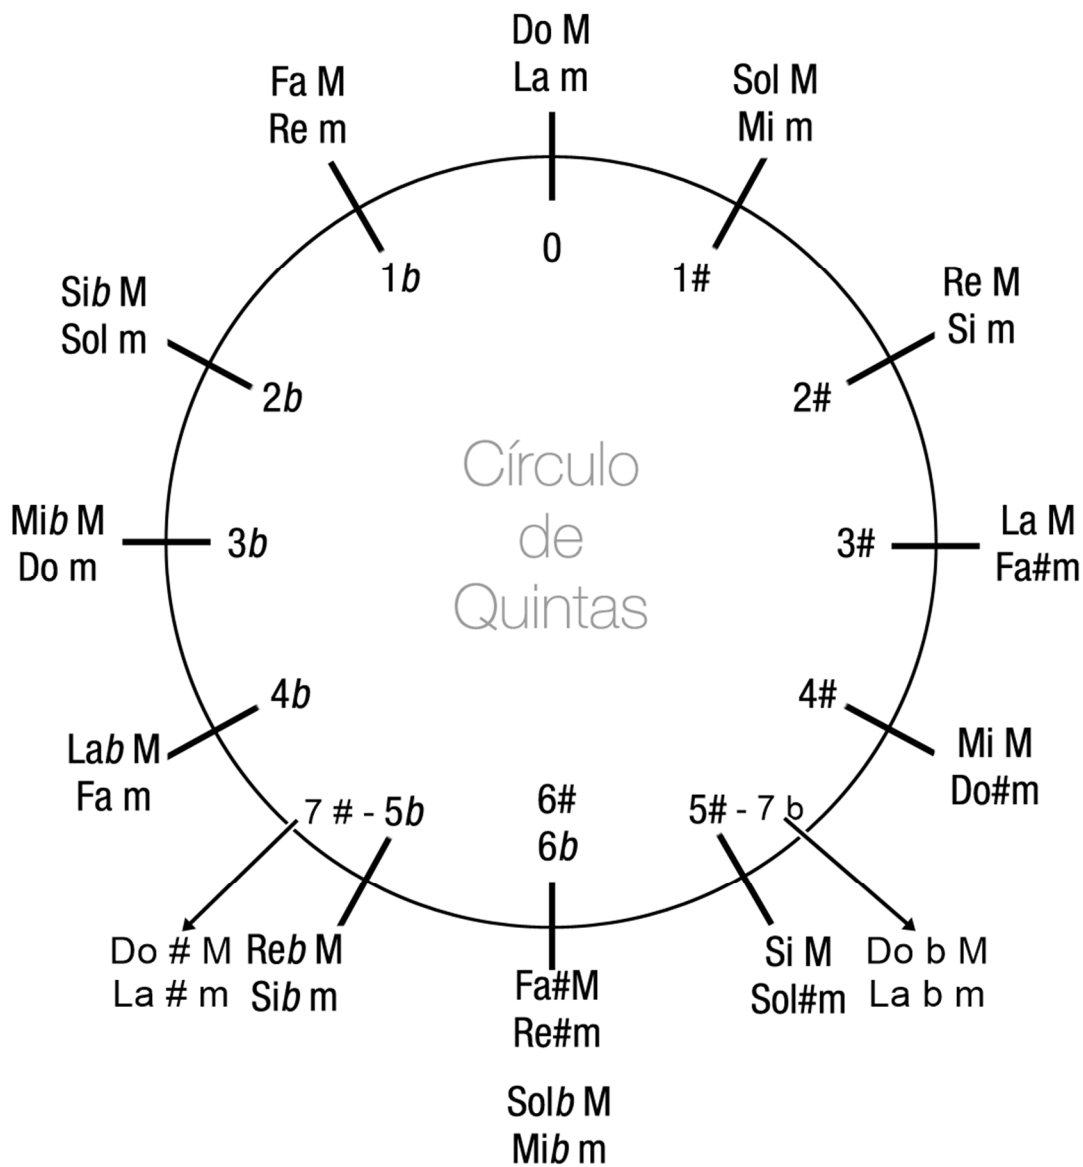 Do M
La m
Sol M
Mi m
Re M
Si m
La M
Fa#m
Mi M
Do#m
Si M
Sol#m
Do b M
La b m
Fa#M
Re#m
Solb M
Mib m
Reb M
Sib m
Do # M
La # m
Lab M
Fa m
Mib M
Do m
Sib M
Sol m
Fa M
Re m
0
1#
2#
3#
4#
5# - 7 b
6#
6b
7 # - 5b
4b
3b
2b
1b
Círculo
de
Quintas